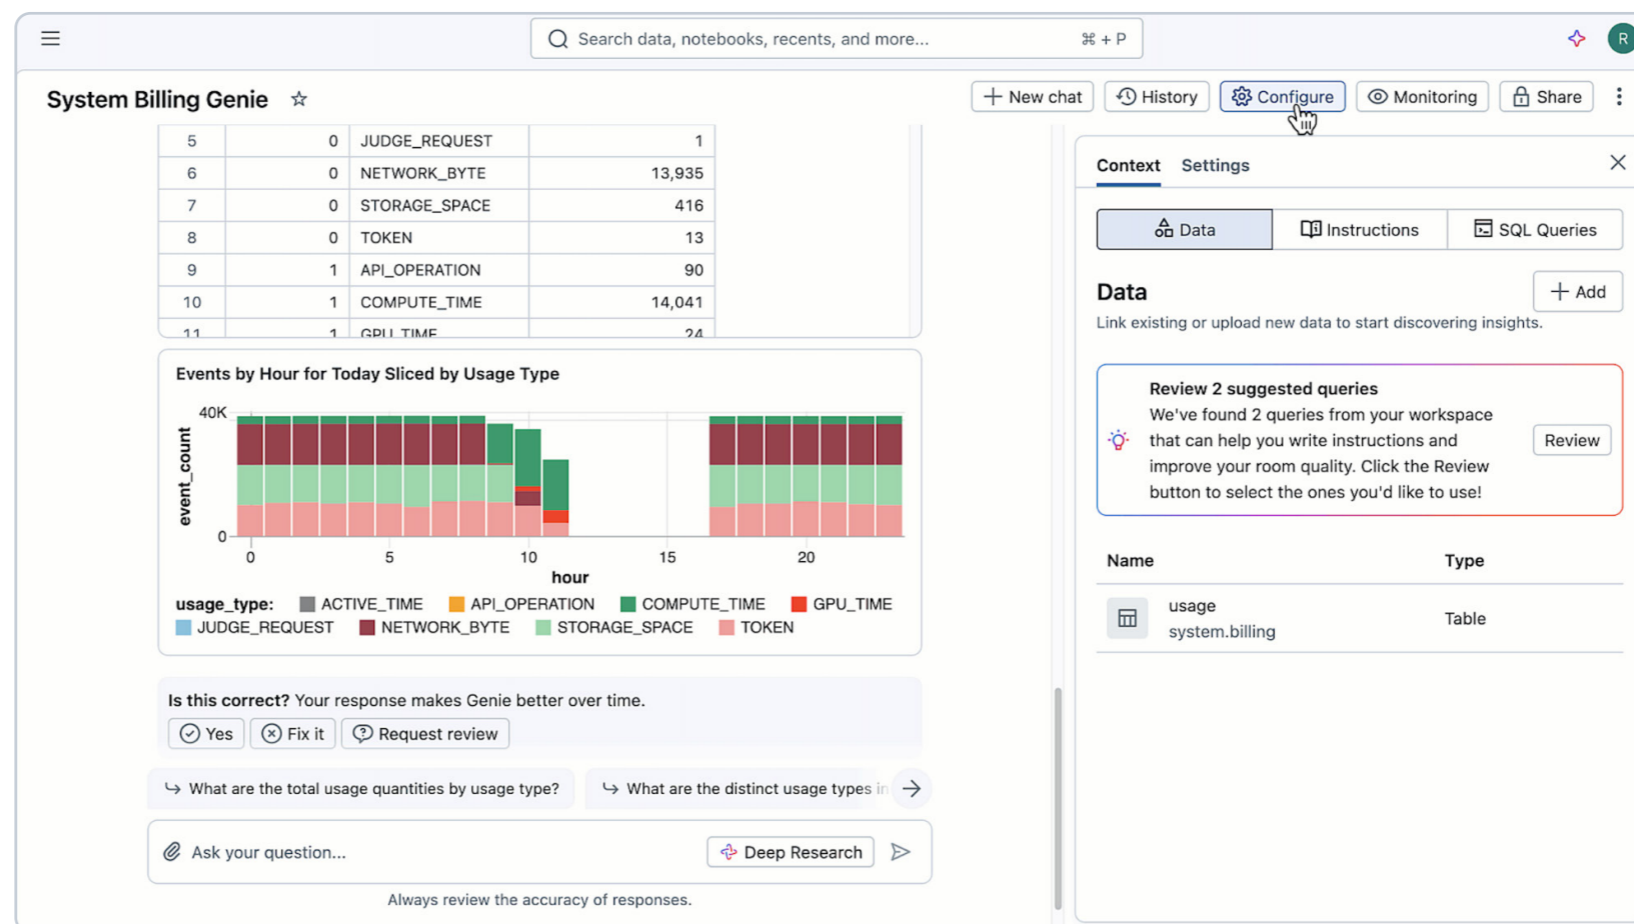 Search data, notebooks, recents, and more... ⌘ + P
R
System Billing Genie
New chat
History
Configure
Monitoring
Share
5 0 JUDGE_REQUEST 1
6 0 NETWORK_BYTE 13,935
7 0 STORAGE_SPACE 416
8 0 TOKEN 13
9 1 API_OPERATION 90
10 1 COMPUTE_TIME 14,041
11 1 GPU_TIME 24
Events by Hour for Today Sliced by Usage Type
40K
event_count
0
0 5 10 15 20
hour
usage_type: ACTIVE_TIME API_OPERATION COMPUTE_TIME GPU_TIME
JUDGE_REQUEST NETWORK_BYTE STORAGE_SPACE TOKEN
Is this correct? Your response makes Genie better over time.
Yes
Fix it
Request review
What are the total usage quantities by usage type?
What are the distinct usage types in
Ask your question...
Deep Research
Always review the accuracy of responses.
Context Settings
Data
Instructions
SQL Queries
Data
Add
Link existing or upload new data to start discovering insights.
Review 2 suggested queries
We've found 2 queries from your workspace
that can help you write instructions and
improve your room quality. Click the Review
button to select the ones you'd like to use!
Review
Name Type
usage
system.billing
Table